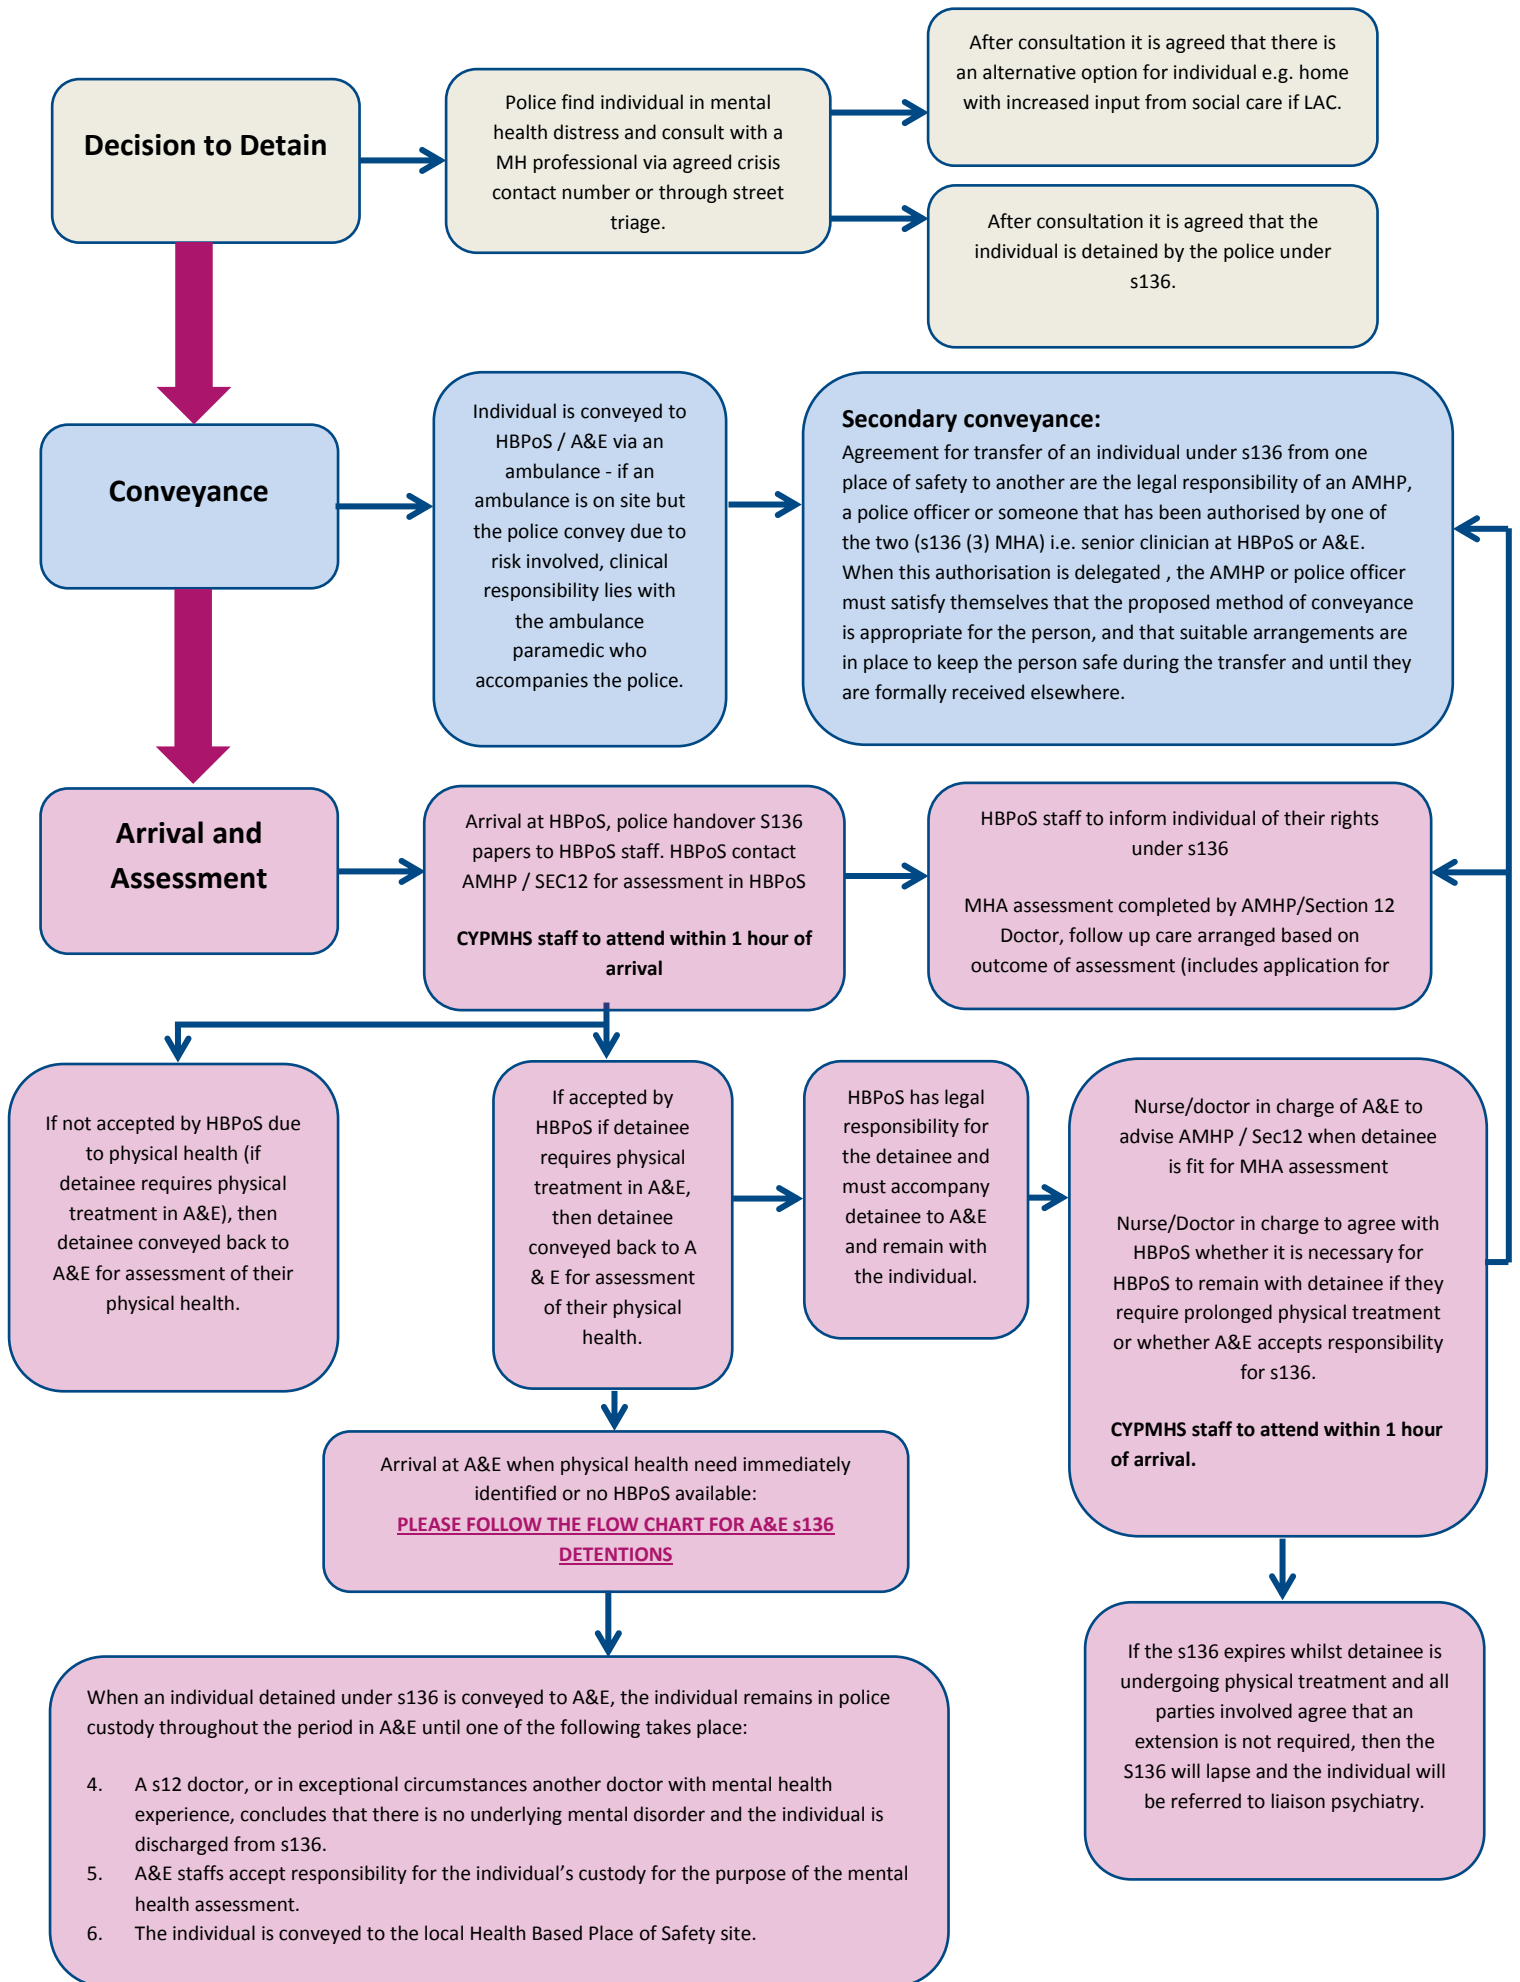 Decision to Detain
Police find individual in mental
health distress and consult with a
MH professional via agreed crisis
contact number or through street
triage.
After consultation it is agreed that there is
an alternative option for individual e.g. home
with increased input from social care if LAC.
After consultation it is agreed that the
individual is detained by the police under
s136.
Conveyance
Individual is conveyed to
HBPoS / A&E via an
ambulance - if an
ambulance is on site but
the police convey due to
risk involved, clinical
responsibility lies with
the ambulance
paramedic who
accompanies the police.
Secondary conveyance:
Agreement for transfer of an individual under s136 from one
place of safety to another are the legal responsibility of an AMHP,
a police officer or someone that has been authorised by one of
the two (s136 (3) MHA) i.e. senior clinician at HBPoS or A&E.
When this authorisation is delegated , the AMHP or police officer
must satisfy themselves that the proposed method of conveyance
is appropriate for the person, and that suitable arrangements are
in place to keep the person safe during the transfer and until they
are formally received elsewhere.
Arrival and
Assessment
Arrival at HBPoS, police handover S136
papers to HBPoS staff. HBPoS contact
AMHP / SEC12 for assessment in HBPoS
CYPMHS staff to attend within 1 hour of
arrival
HBPoS staff to inform individual of their rights
under s136
MHA assessment completed by AMHP/Section 12
Doctor, follow up care arranged based on
outcome of assessment (includes application for
If not accepted by HBPoS due
to physical health (if
detainee requires physical
treatment in A&E), then
detainee conveyed back to
A&E for assessment of their
physical health.
If accepted by
HBPoS if detainee
requires physical
treatment in A&E,
then detainee
conveyed back to A
& E for assessment
of their physical
health.
HBPoS has legal
responsibility for
the detainee and
must accompany
detainee to A&E
and remain with
the individual.
Nurse/doctor in charge of A&E to
advise AMHP / Sec12 when detainee
is fit for MHA assessment
Nurse/Doctor in charge to agree with
HBPoS whether it is necessary for
HBPoS to remain with detainee if they
require prolonged physical treatment
or whether A&E accepts responsibility
for s136.
CYPMHS staff to attend within 1 hour
of arrival.
Arrival at A&E when physical health need immediately
identified or no HBPoS available:
PLEASE FOLLOW THE FLOW CHART FOR A&E s136
DETENTIONS
If the s136 expires whilst detainee is
undergoing physical treatment and all
parties involved agree that an
extension is not required, then the
S136 will lapse and the individual will
be referred to liaison psychiatry.
When an individual detained under s136 is conveyed to A&E, the individual remains in police
custody throughout the period in A&E until one of the following takes place:
4. A s12 doctor, or in exceptional circumstances another doctor with mental health
experience, concludes that there is no underlying mental disorder and the individual is
discharged from s136.
5. A&E staffs accept responsibility for the individual’s custody for the purpose of the mental
health assessment.
6. The individual is conveyed to the local Health Based Place of Safety site.